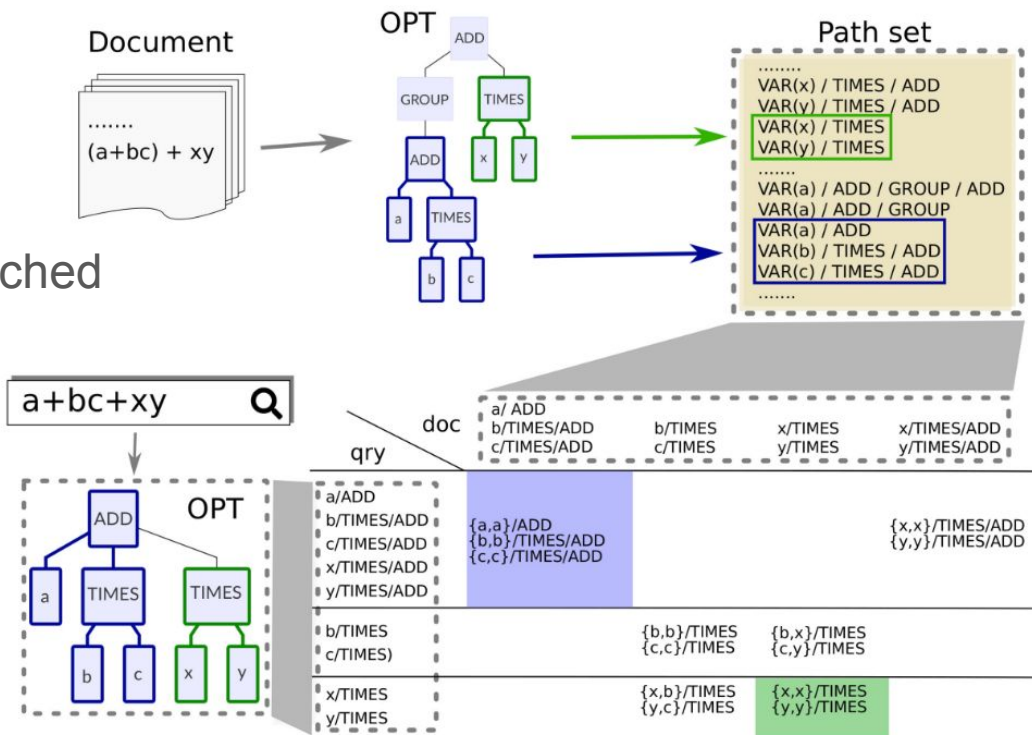 Document
.......
(a+bc) + xy
OPT
ADD
GROUP
TIMES
ADD
x
y
a
TIMES
b
c
Path set
........
VAR(x) / TIMES / ADD
VAR(y) / TIMES / ADD
VAR(x) / TIMES
VAR(y) / TIMES
.......
VAR(a) / ADD / GROUP / ADD
VAR(a) / ADD / GROUP
VAR(a) / ADD
VAR(b) / TIMES / ADD
VAR(c) / TIMES / ADD
.......
ched
a+bc+xy
OPT
ADD
a
TIMES
TIMES
b
c
x
y
doc
qry
a/ ADD
b/TIMES/ADD
c/TIMES/ADD
b/TIMES
c/TIMES
x/TIMES
y/TIMES
x/TIMES/ADD
y/TIMES/ADD
a/ADD
b/TIMES/ADD
c/TIMES/ADD
x/TIMES/ADD
y/TIMES/ADD
{a,a}/ADD
{b,b}/TIMES/ADD
{c,c}/TIMES/ADD
{x,x}/TIMES/ADD
{y,y}/TIMES/ADD
b/TIMES
c/TIMES)
{b,b}/TIMES
{c,c}/TIMES
{b,x}/TIMES
{c,y}/TIMES
x/TIMES
y/TIMES
{x,b}/TIMES
{y,c}/TIMES
{x,x}/TIMES
{y,y}/TIMES